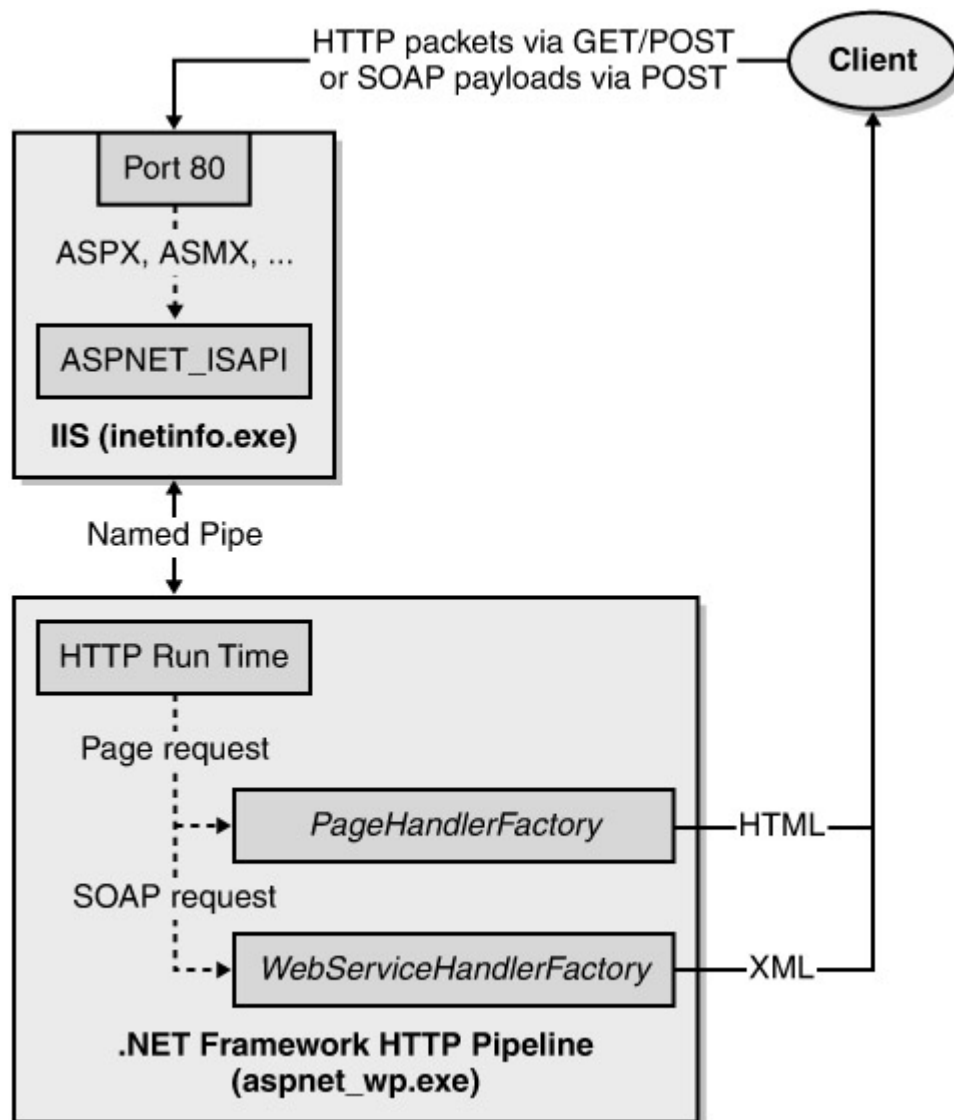 HTTP packets via GET/POST
or SOAP payloads via POST
Client
Port 80
ASPX, ASMX, ...
ASPNET_ISAPI
IIS (inetinfo.exe)
Named Pipe
HTTP Run Time
Page request
PageHandlerFactory
HTML
SOAP request
WebServiceHandlerFactory
XML
.NET Framework HTTP Pipeline
(aspnet_wp.exe)